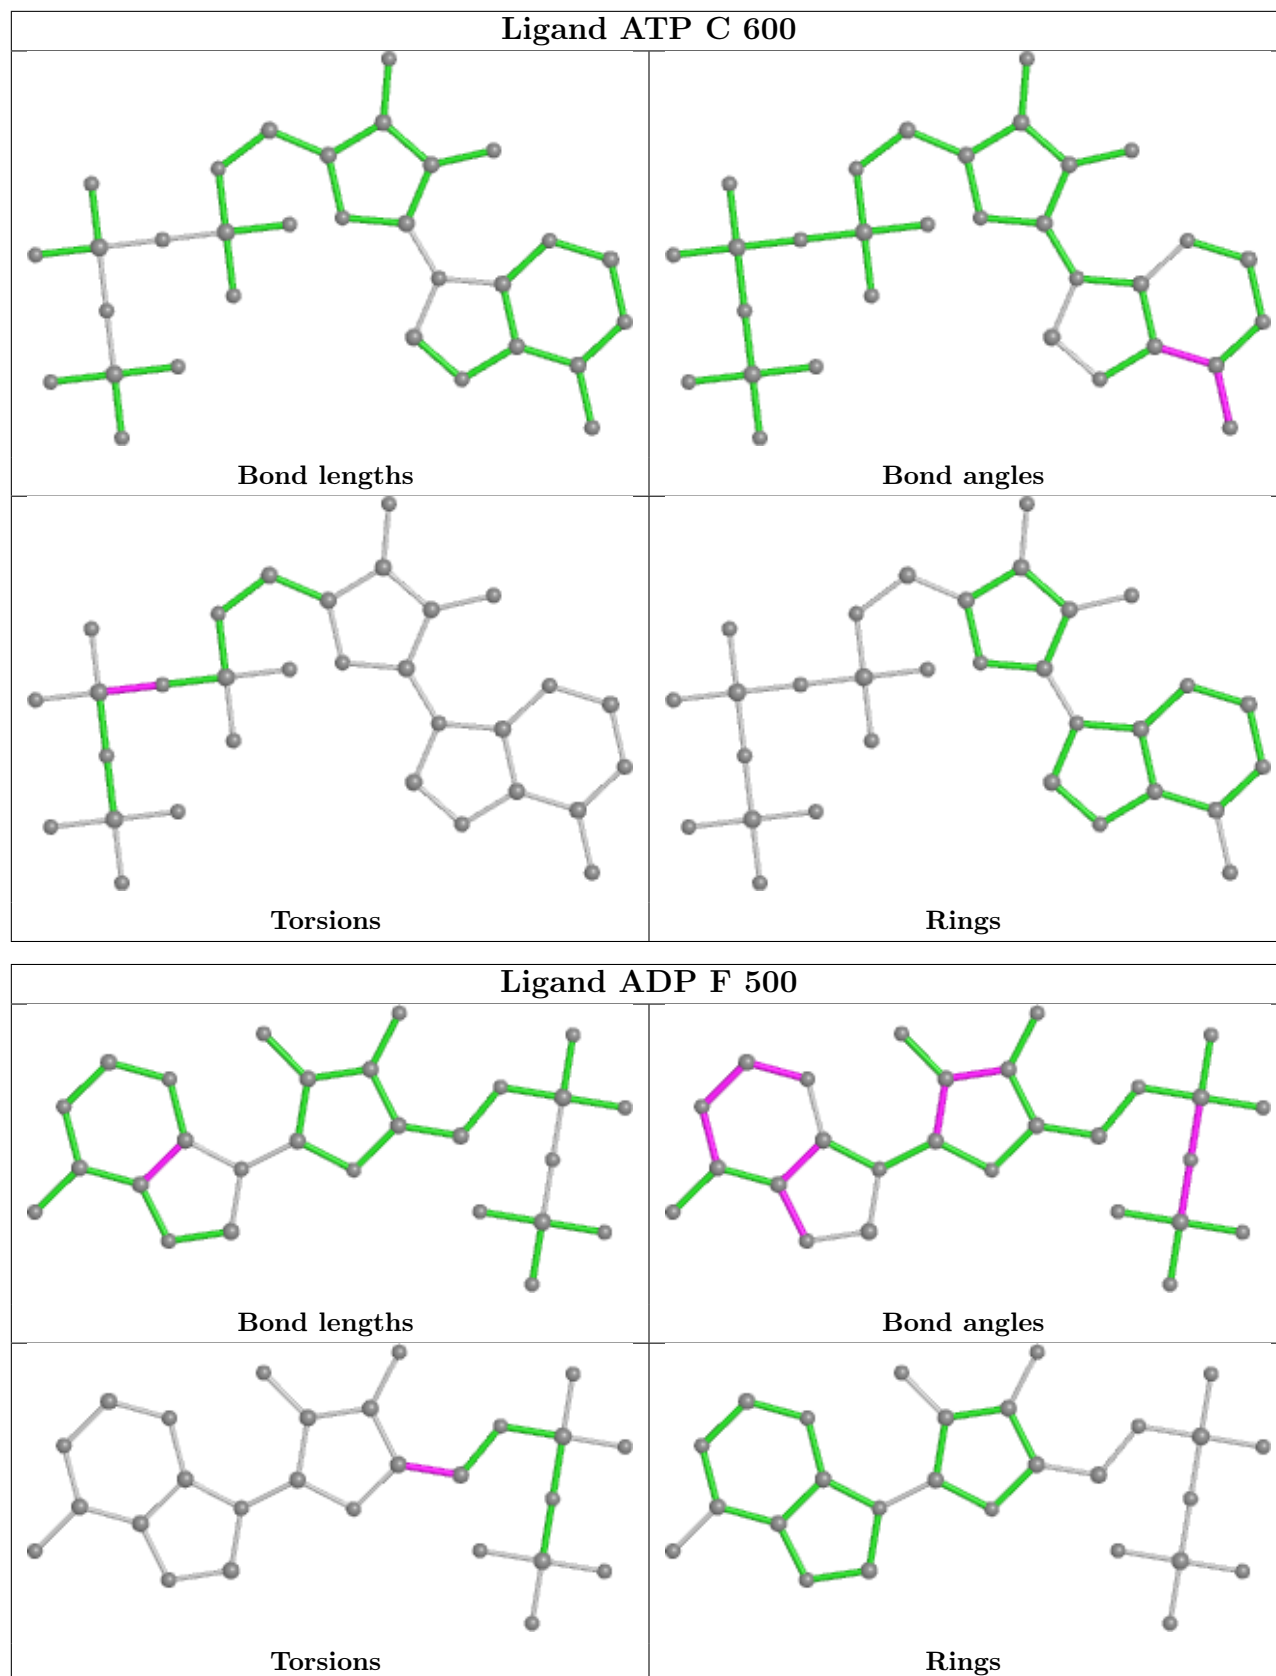 Ligand ATP C 600
Bond lengths
Bond angles
Torsions
Rings
Ligand ADP F 500
Bond lengths
Bond angles
Torsions
Rings